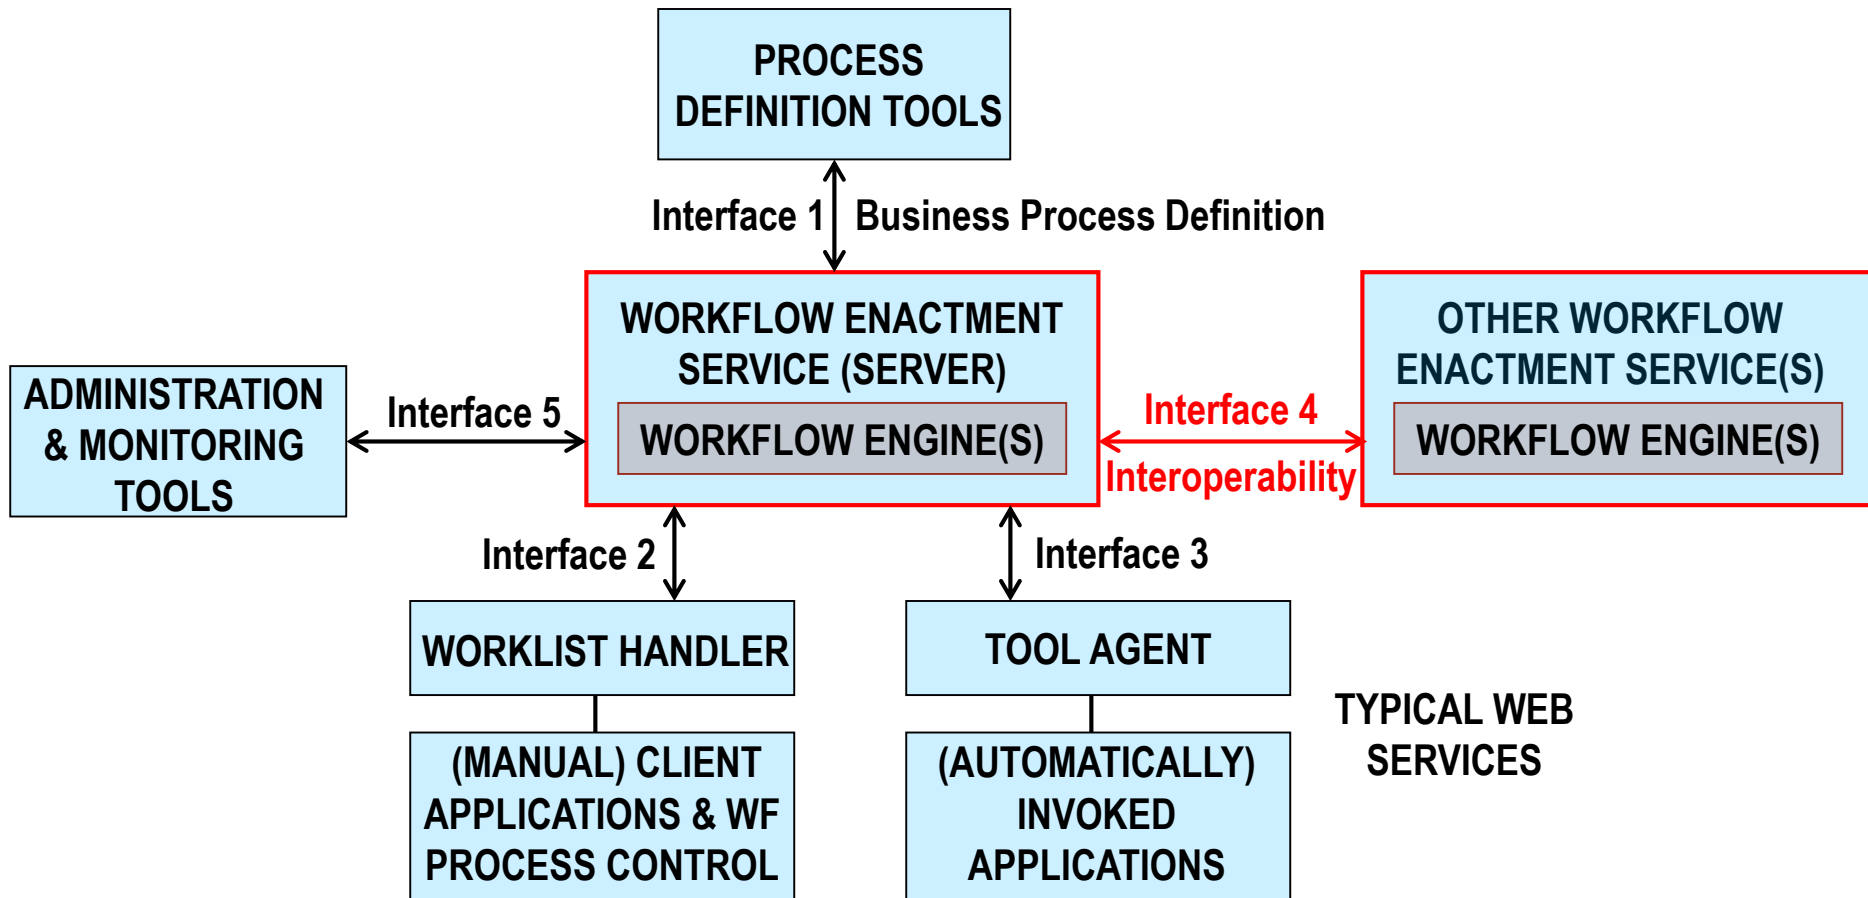 PROCESS
DEFINITION TOOLS
Interface 1
Business Process Definition
WORKFLOW ENACTMENT
SERVICE (SERVER)
WORKFLOW ENGINE(S)
OTHER WORKFLOW
ENACTMENT SERVICE(S)
WORKFLOW ENGINE(S)
ADMINISTRATION
& MONITORING
TOOLS
Interface 5
Interface 4
Interoperability
Interface 2
Interface 3
WORKLIST HANDLER
TOOL AGENT
(MANUAL) CLIENT
APPLICATIONS & WF
PROCESS CONTROL
(AUTOMATICALLY)
INVOKED
APPLICATIONS
TYPICAL WEB
SERVICES